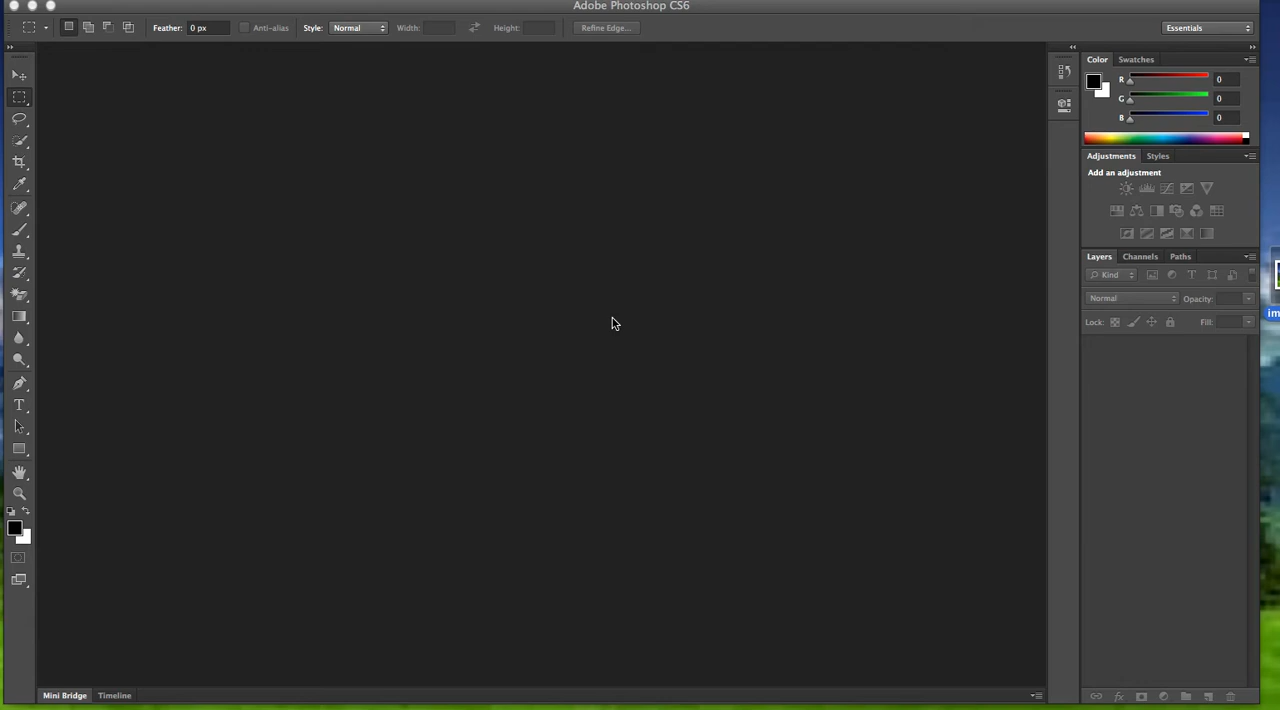 Adobe Photoshop CS6
Feather: 0 px Anti-alias Style: Normal Width: Height: Refine Edge... Essentials
Color Swatches
R 0
G 0
B 0
Adjustments Styles
Add an adjustment
Layers Channels Paths
Kind
Normal Opacity:
Lock: Fill:
im
Mini Bridge Timeline